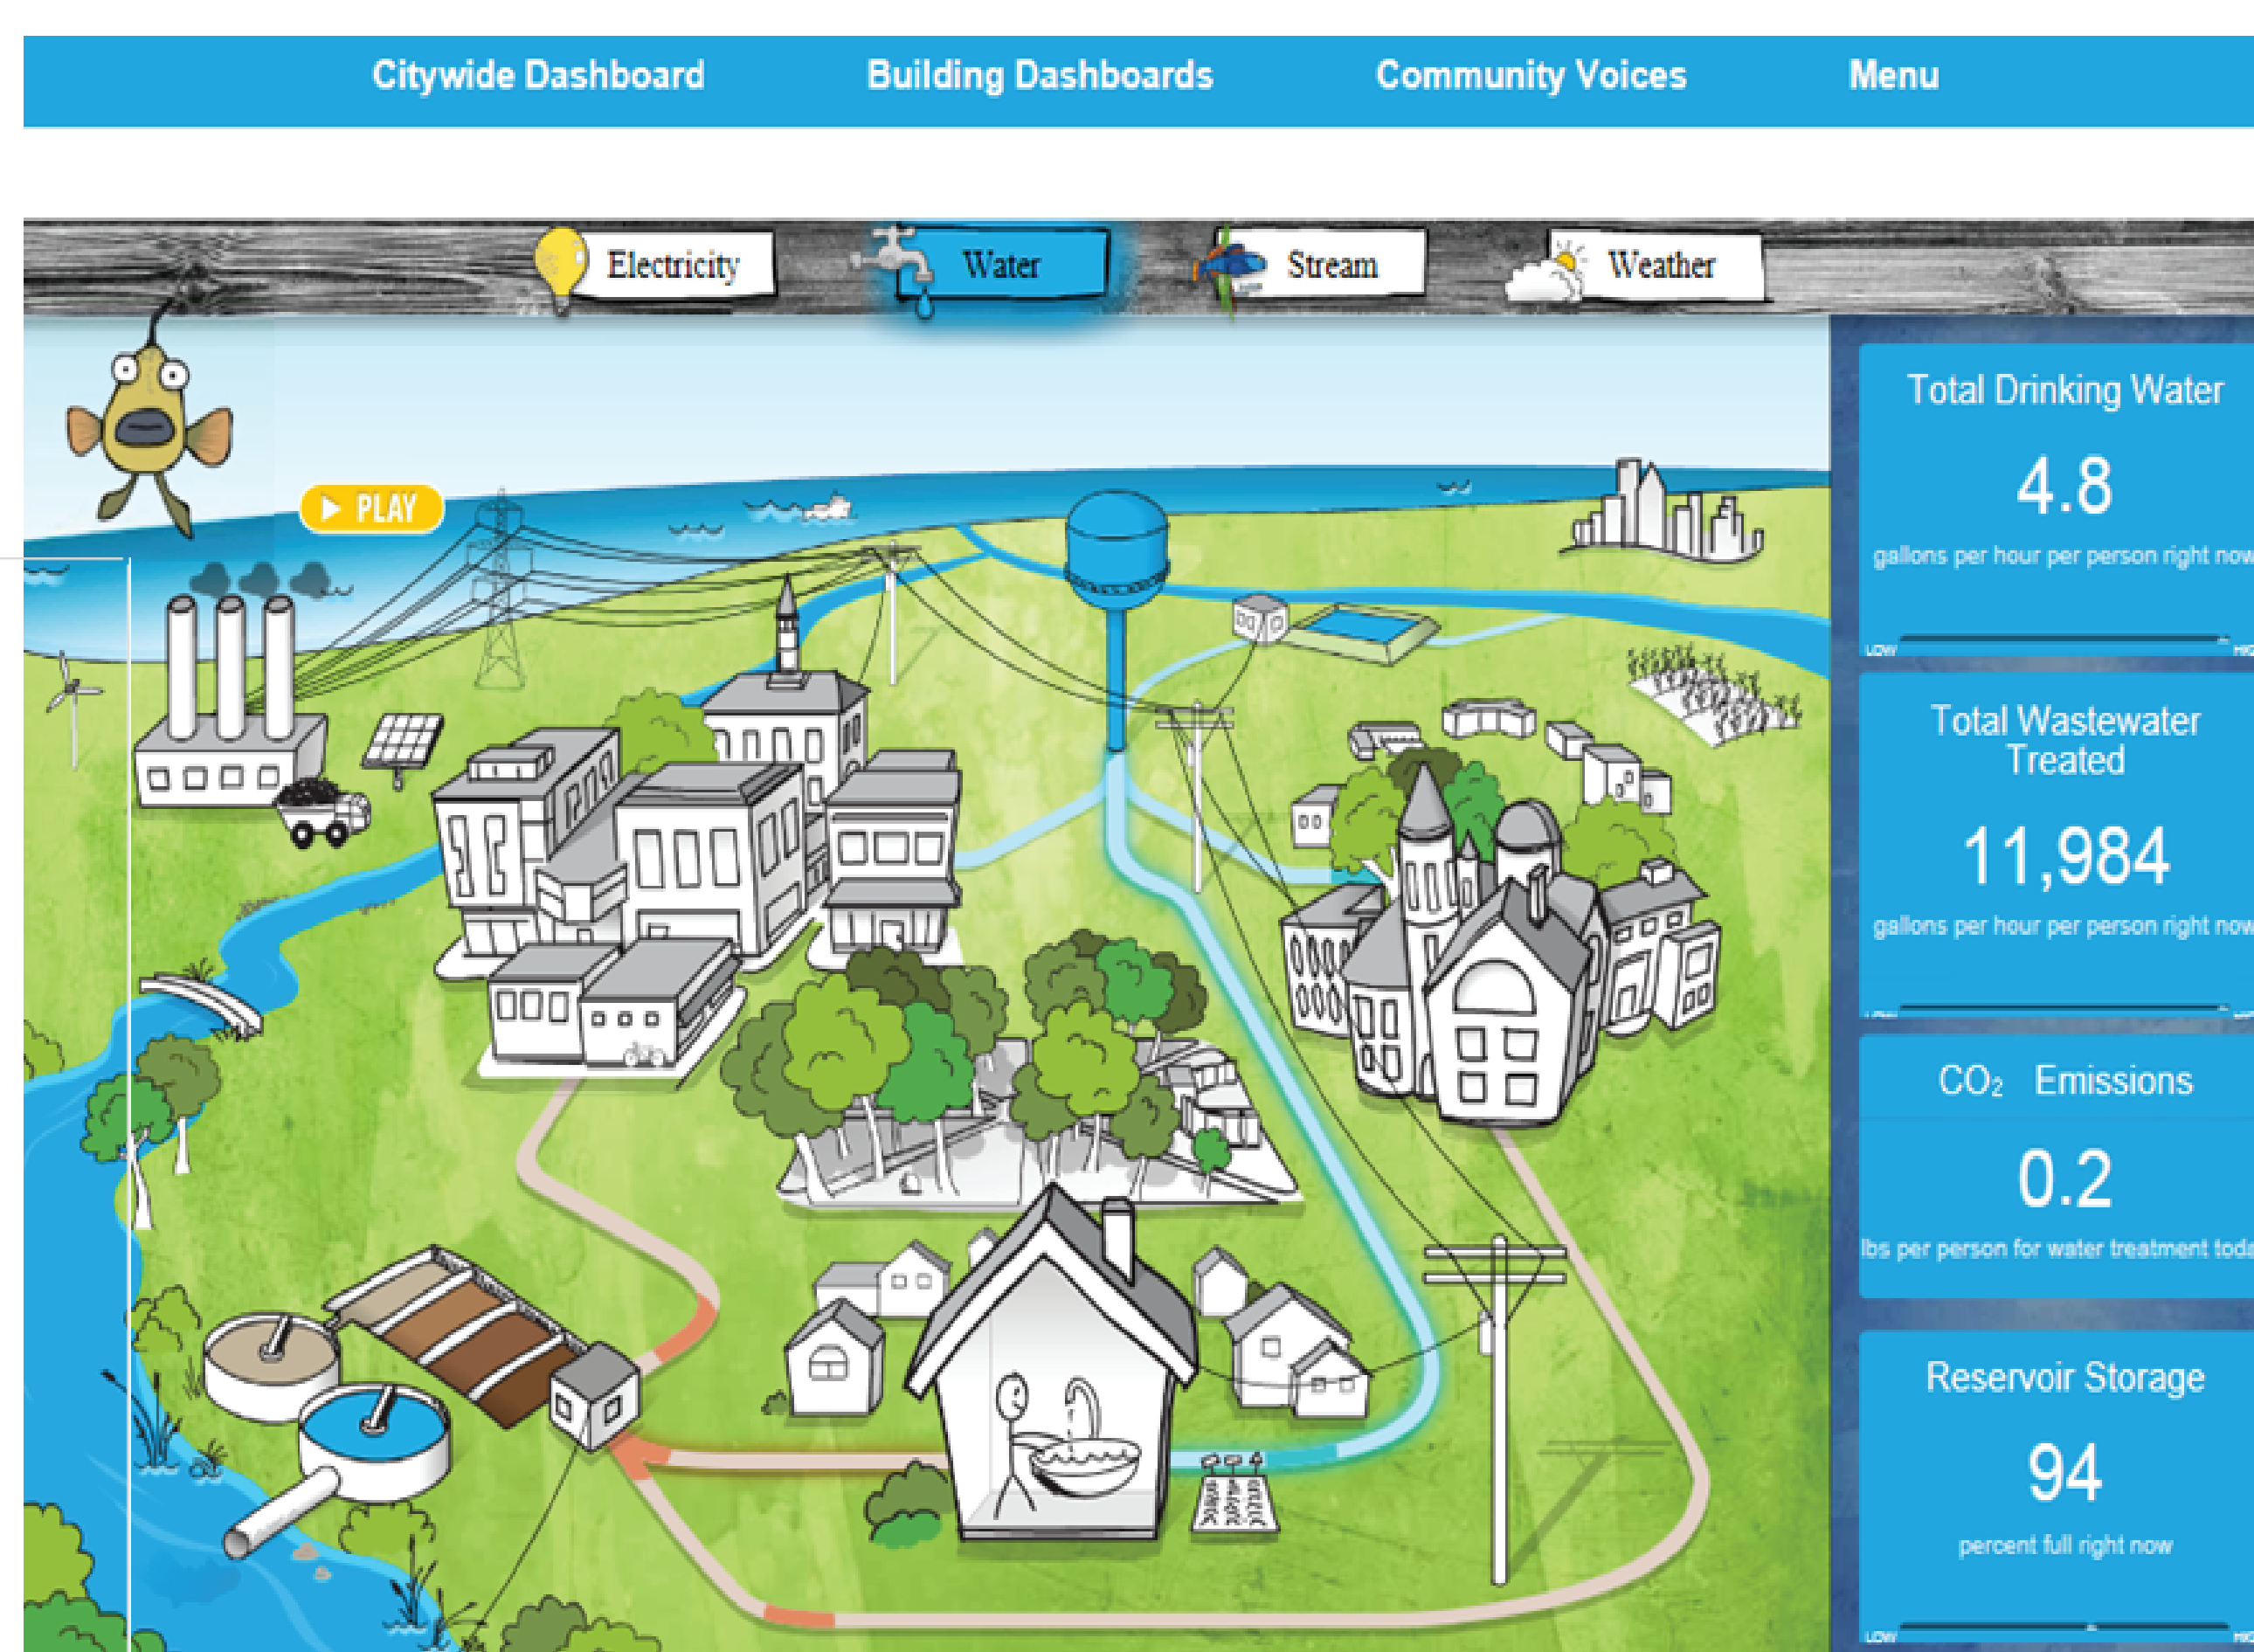 Citywide Dashboard
Building Dashboards
Community Voices
Menu
Electricity
Water
Stream
Weather
PLAY
Total Drinking Water
4.8
gallons per hour per person right now
LOW
Total Wastewater
Treated
11,984
gallons per hour per person right now
CO₂ Emissions
0.2
lbs per person for water treatment
Reservoir Storage
94
percent full right now
LOW